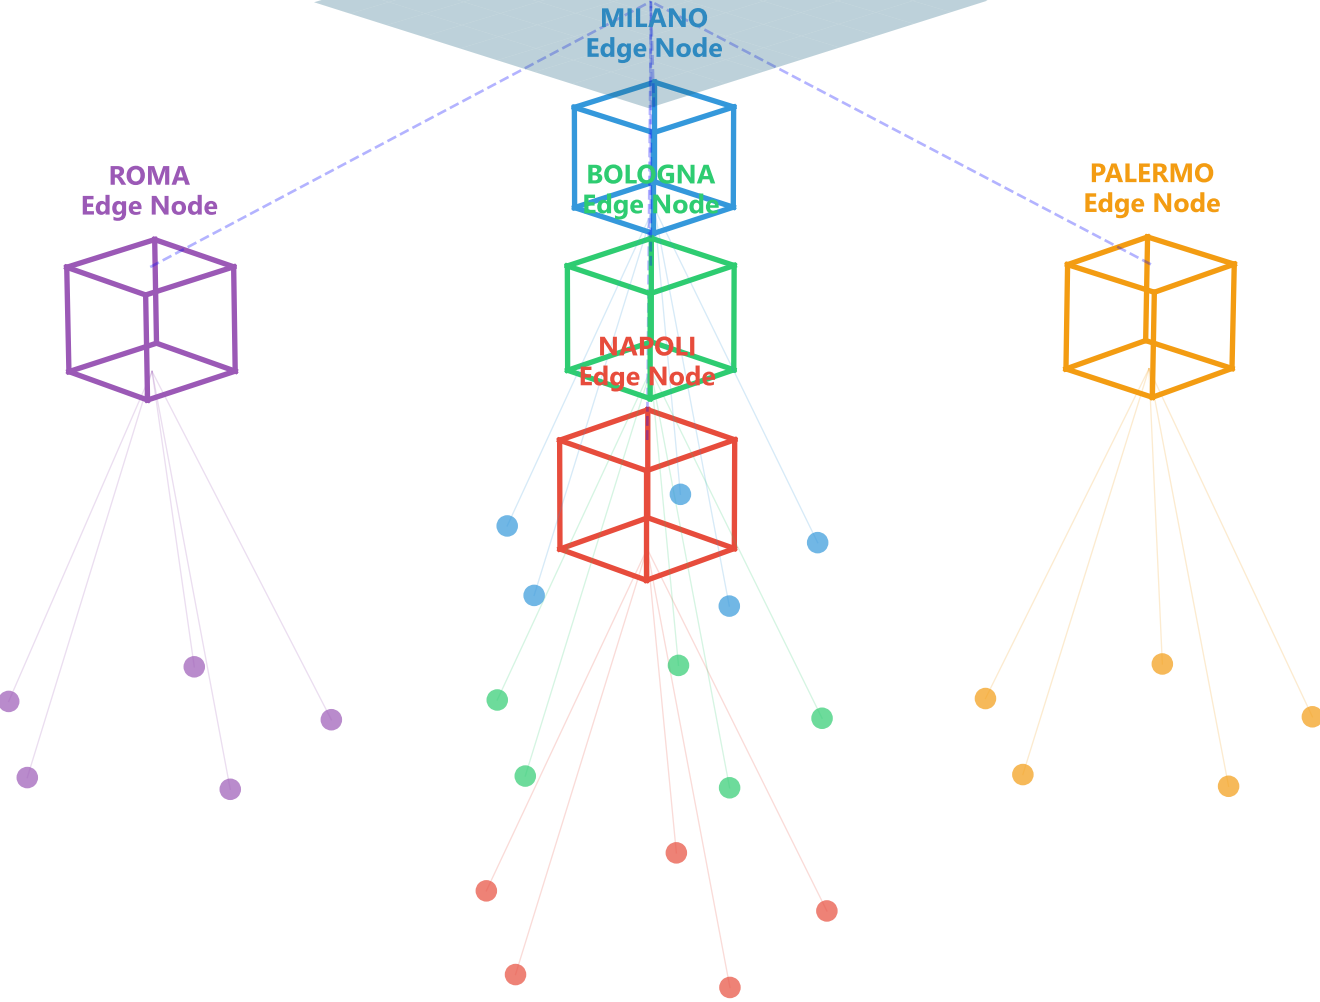 MILANO
Edge Node
ROMA
Edge Node
BOLOGNA
Edge Node
PALERMO
Edge Node
NAPOLI
Edge Node